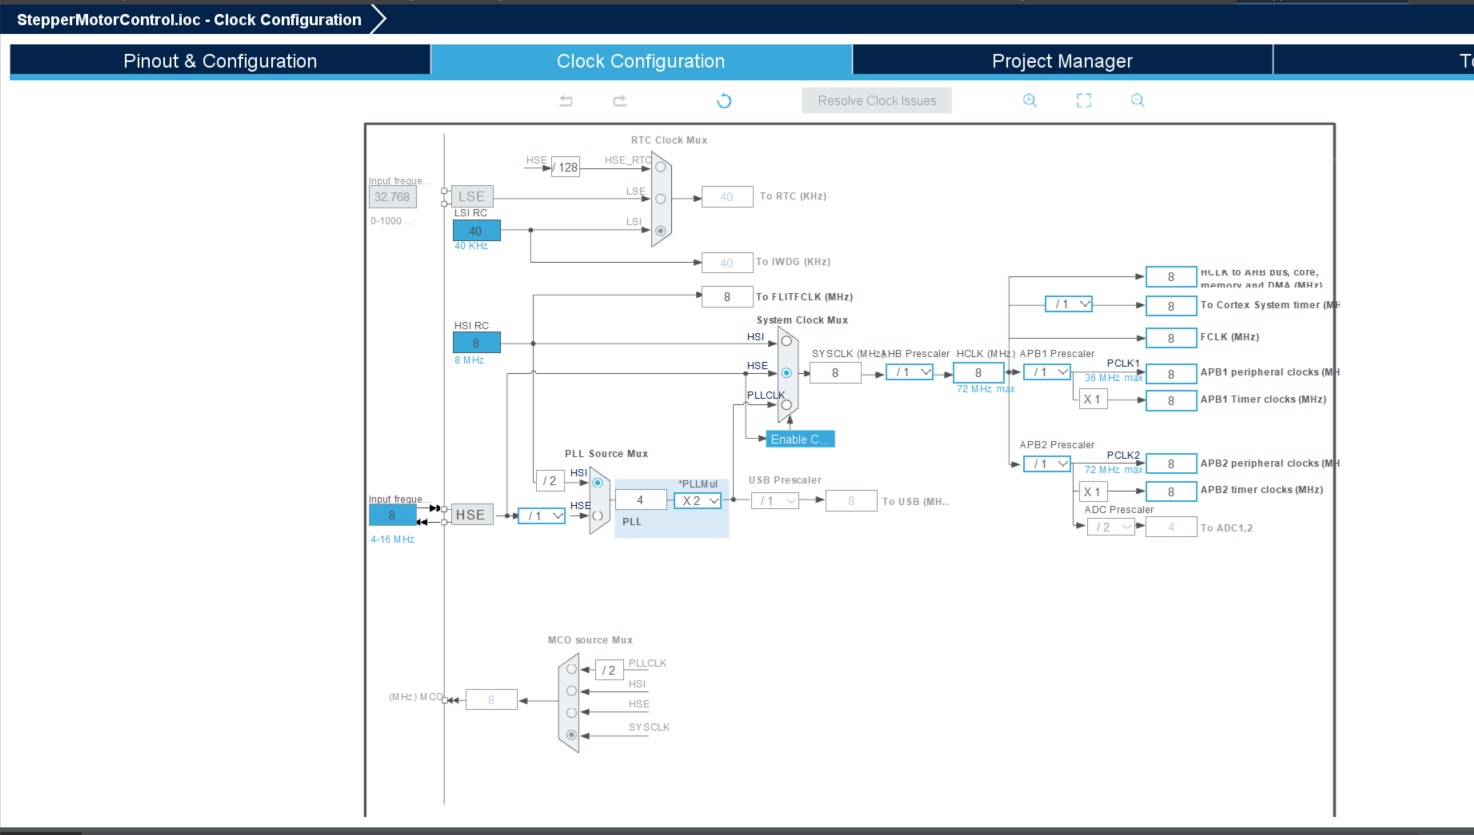 StepperMotorControl.ioc - Clock Configuration
Pinout & Configuration
Clock Configuration
Project Manager
Resolve Clock Issues
RTC Clock Mux
HSE
/ 128
HSE_RTC
Input freque...
32.768
0-1000 ...
LSE
LSE
40
To RTC (KHz)
LSI RC
40
40 KHz
LSI
40
To IWDG (KHz)
8
To FLITFCLK (MHz)
HSI RC
8
8 MHz
System Clock Mux
HSI
HSE
PLLCLK
Enable C...
SYSCLK (MHz)
8
AHB Prescaler
/ 1
HCLK (MHz)
8
72 MHz max
8
HCLK to AHB bus, core,
memory and DMA (MHz)
/ 1
8
To Cortex System timer (MH
8
FCLK (MHz)
APB1 Prescaler
/ 1
PCLK1
36 MHz max
8
APB1 peripheral clocks (MH
X 1
8
APB1 Timer clocks (MHz)
APB2 Prescaler
/ 1
PCLK2
72 MHz max
8
APB2 peripheral clocks (MH
X 1
8
APB2 timer clocks (MHz)
ADC Prescaler
/ 2
4
To ADC1,2
PLL Source Mux
/ 2
HSI
HSE
Input freque...
8
4-16 MHz
HSE
/ 1
4
*PLLMul
X 2
PLL
USB Prescaler
/ 1
8
To USB (MH..
MCO source Mux
/ 2
PLLCLK
HSI
HSE
SYSCLK
(MHz) MCO
8